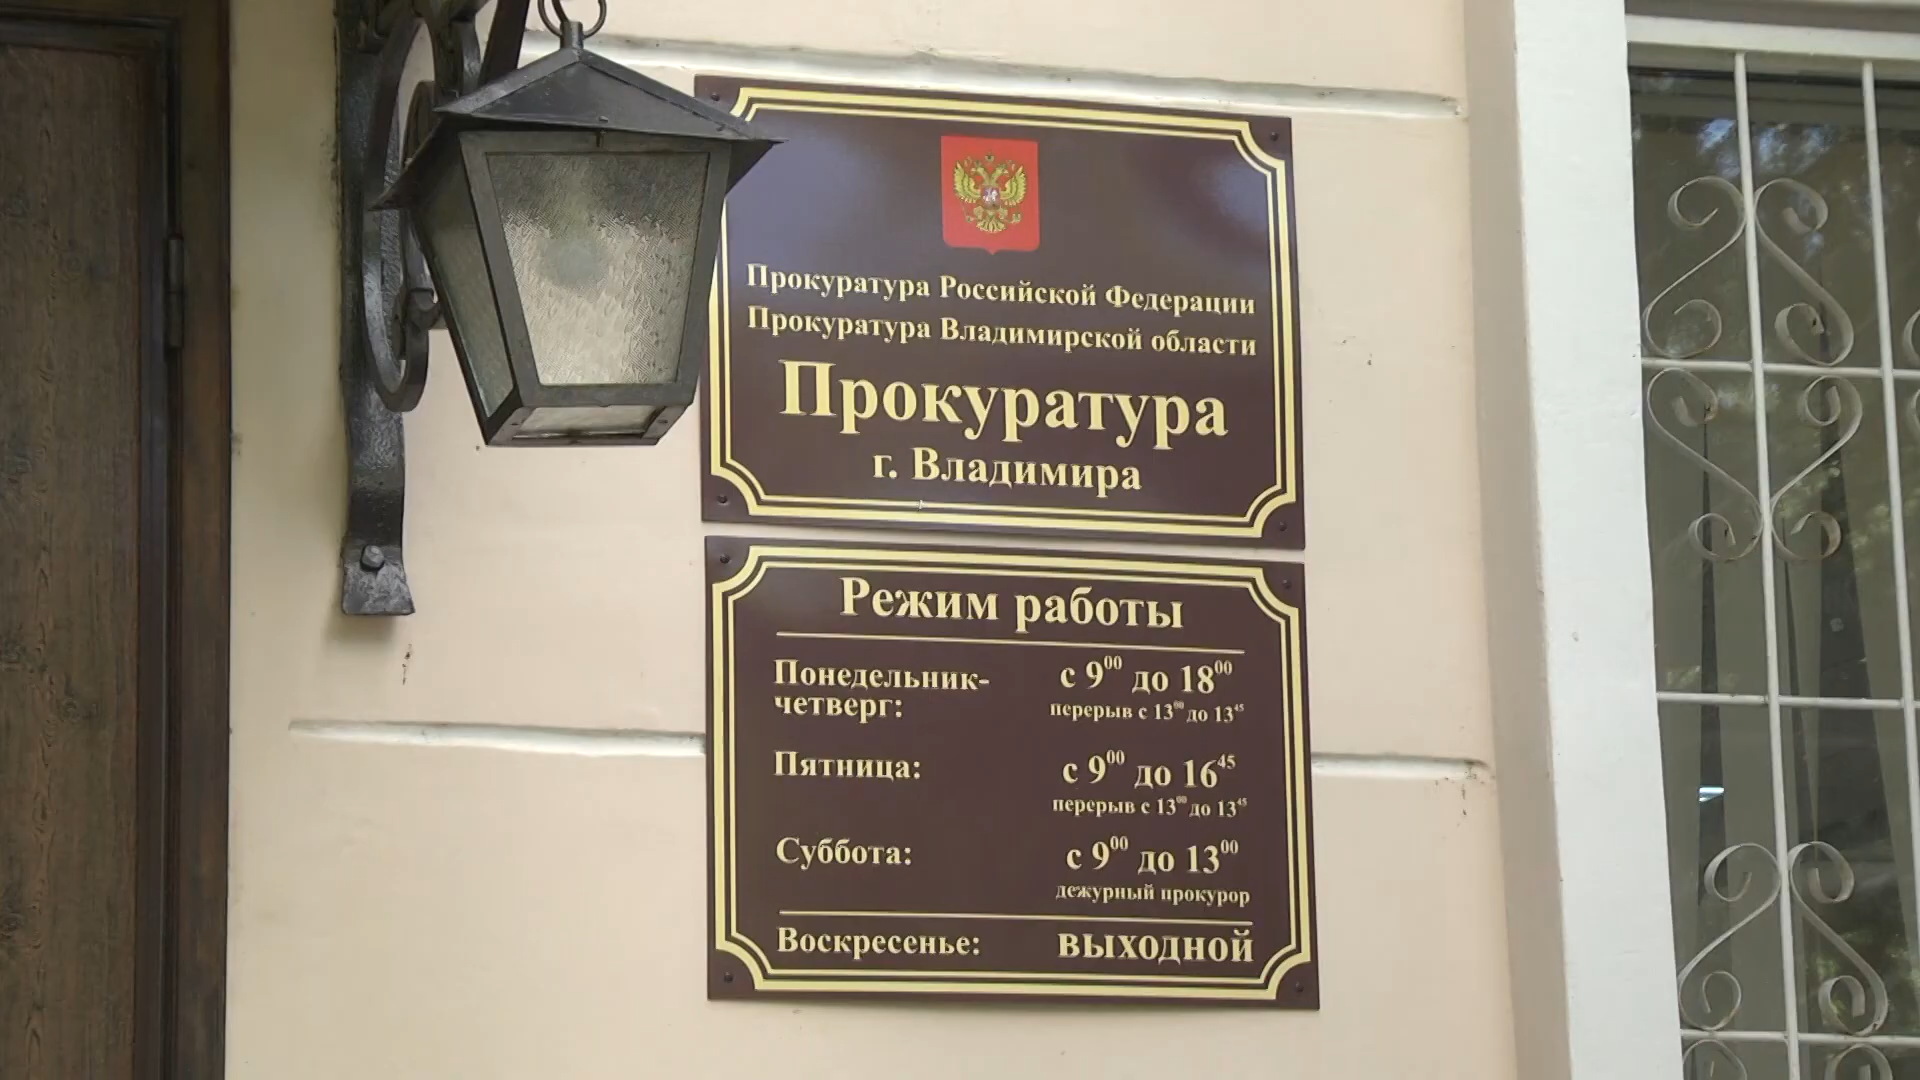 Прокуратура Российской Федерации
Прокуратура Владимирской области
Прокуратура
г. Владимира
Режим работы
Понедельник-
четверг:
с 9⁰⁰ до 18⁰⁰
перерыв с 13⁰⁰ до 13⁴⁵
Пятница:
с 9⁰⁰ до 16⁴⁵
перерыв с 13⁰⁰ до 13⁴⁵
Суббота:
с 9⁰⁰ до 13⁰⁰
дежурный прокурор
Воскресенье: ВЫХОДНОЙ